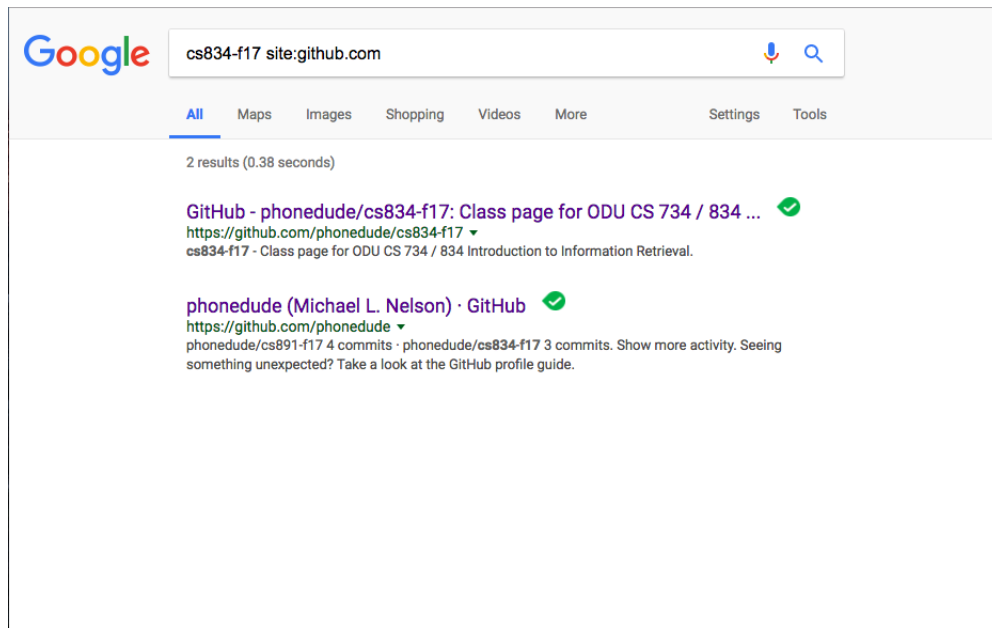 Google
cs834-f17 site:github.com
All Maps Images Shopping Videos More Settings Tools
2 results (0.38 seconds)
GitHub - phonedude/cs834-f17: Class page for ODU CS 734 / 834 ...
https://github.com/phonedude/cs834-f17
cs834-f17 - Class page for ODU CS 734 / 834 Introduction to Information Retrieval.
phonedude (Michael L. Nelson) · GitHub
https://github.com/phonedude
phonedude/cs891-f17 4 commits · phonedude/cs834-f17 3 commits. Show more activity. Seeing
something unexpected? Take a look at the GitHub profile guide.